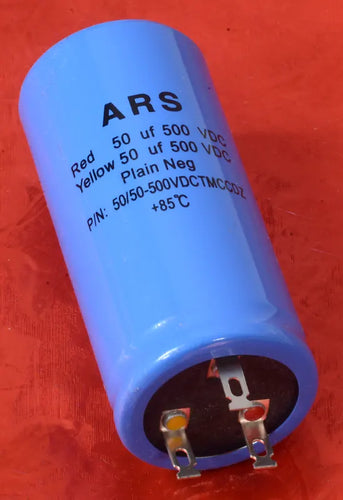 ARS
Red 50 uf 500 VDC
Yellow 50 uf 500 VDC
Plain Neg
P/N: 50/50-500VDCTMCCDZ
+85℃